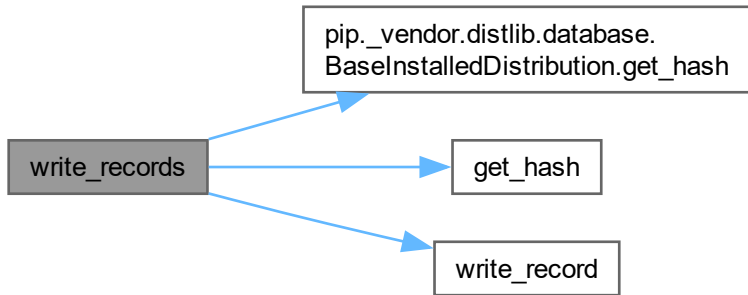 pip._vendor.distlib.database.
BaseInstalledDistribution.get_hash
write_records
get_hash
write_record